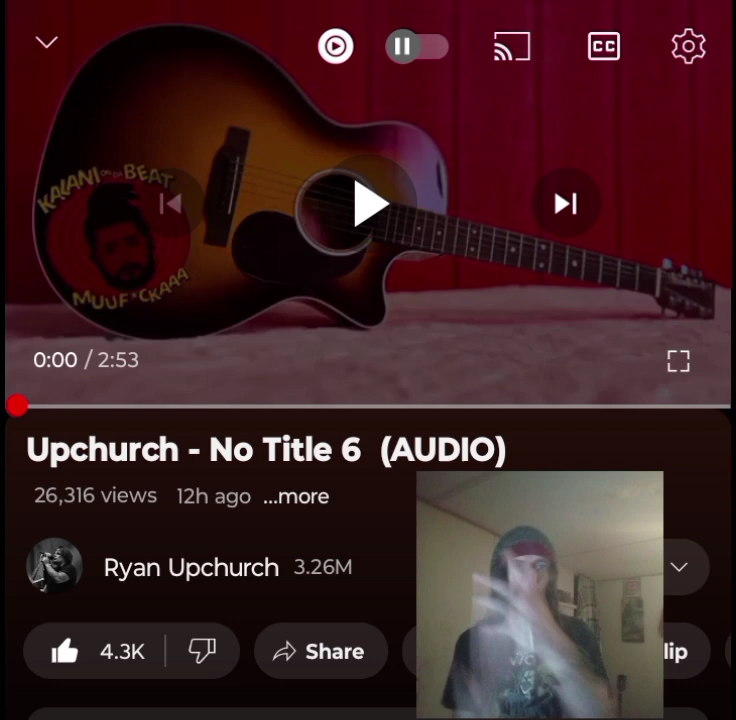 CC
KALANI ON DA BEAT
MUUF*CKAAA
0:00 / 2:53
Upchurch - No Title 6 (AUDIO)
26,316 views 12h ago ...more
Ryan Upchurch 3.26M
4.3K Share lip